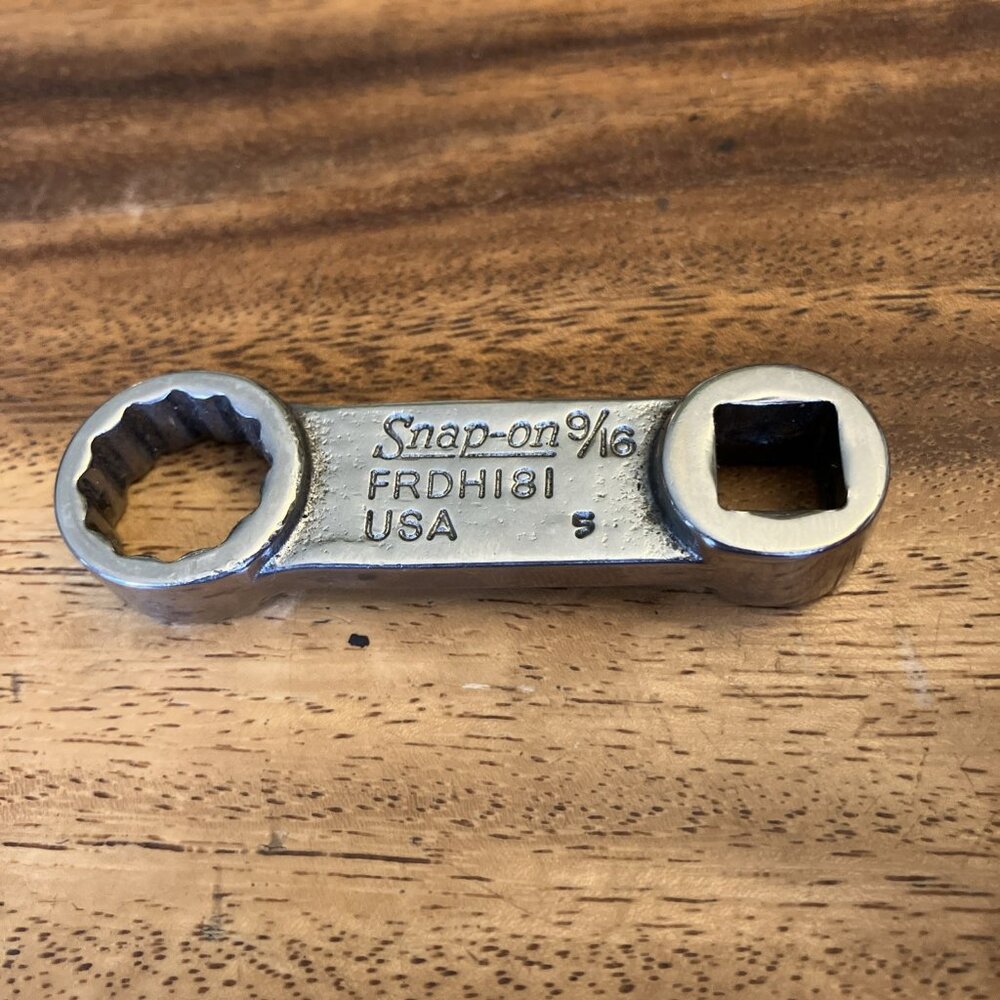 Snap-on 9/16
FRDH181
USA 5